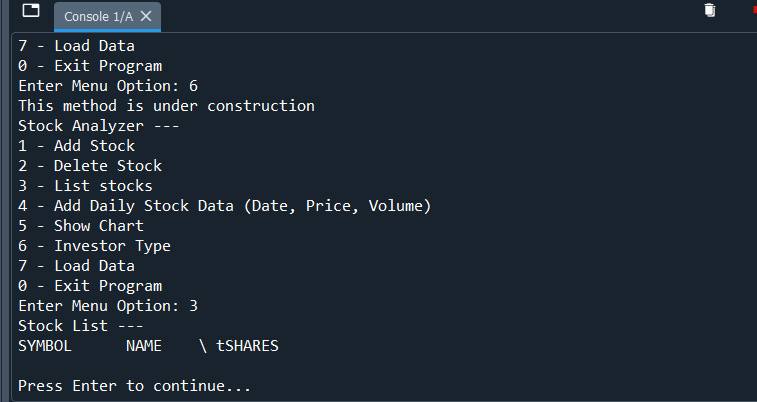 Console 1/A
7 - Load Data
0 - Exit Program
Enter Menu Option: 6
This method is under construction
Stock Analyzer ---
1 - Add Stock
2 - Delete Stock
3 - List stocks
4 - Add Daily Stock Data (Date, Price, Volume)
5 - Show Chart
6 - Investor Type
7 - Load Data
0 - Exit Program
Enter Menu Option: 3
Stock List ---
SYMBOL      NAME    \ tSHARES
Press Enter to continue...